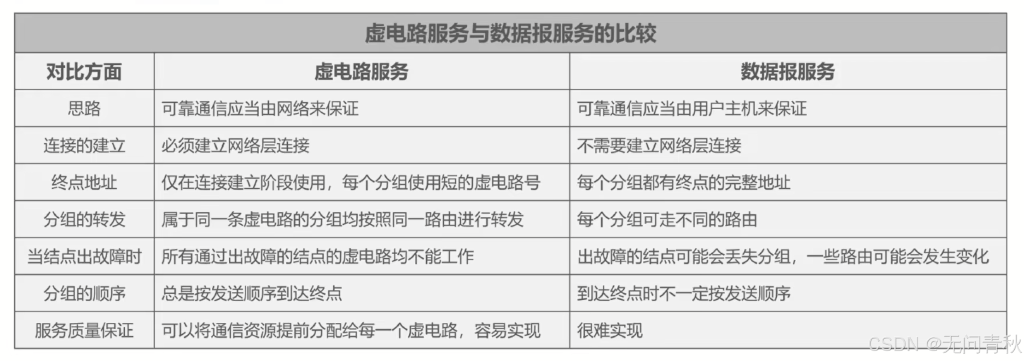 虚电路服务与数据报服务的比较
对比方面 虚电路服务 数据报服务
思路 可靠通信应当由网络来保证 可靠通信应当由用户主机来保证
连接的建立 必须建立网络层连接 不需要建立网络层连接
终点地址 仅在连接建立阶段使用，每个分组使用短的虚电路号 每个分组都有终点的完整地址
分组的转发 属于同一条虚电路的分组均按照同一路由进行转发 每个分组可走不同的路由
当结点出故障时 所有通过出故障的结点的虚电路均不能工作 出故障的结点可能会丢失分组，一些路由可能会发生变化
分组的顺序 总是按发送顺序到达终点 到达终点时不一定按发送顺序
服务质量保证 可以将通信资源提前分配给每一个虚电路，容易实现 很难实现
CSDN @无问青秋